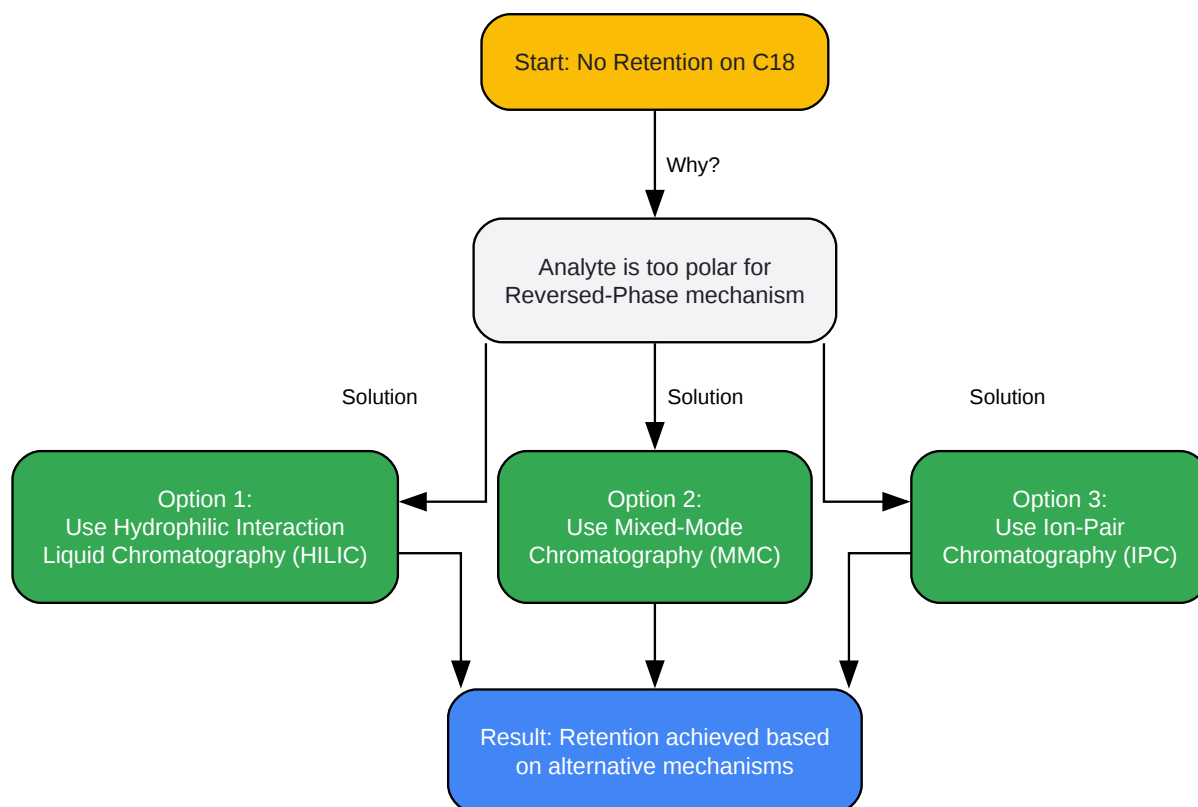 Start: No Retention on C18
Why?
Analyte is too polar for
Reversed-Phase mechanism
Solution
Solution
Solution
Option 1:
Use Hydrophilic Interaction
Liquid Chromatography (HILIC)
Option 2:
Use Mixed-Mode
Chromatography (MMC)
Option 3:
Use Ion-Pair
Chromatography (IPC)
Result: Retention achieved based
on alternative mechanisms